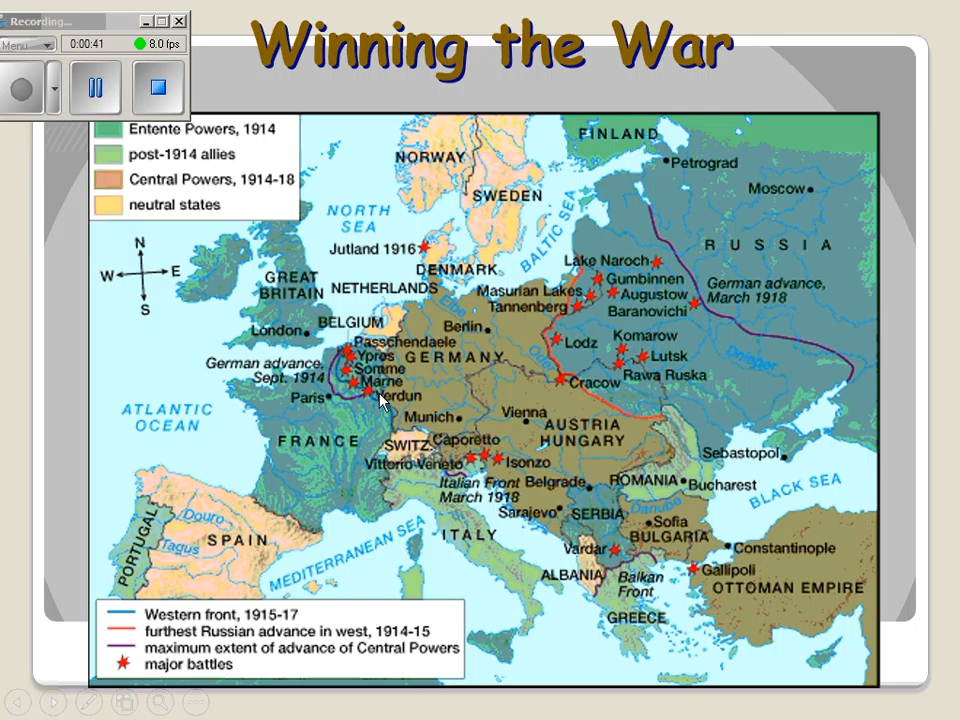 Recording...
Menu
0:00:41
8.0 fps
Winning the War
Entente Powers, 1914
post-1914 allies
Central Powers, 1914-18
neutral states
N
W
E
S
FINLAND
NORWAY
Petrograd
SWEDEN
Moscow
NORTH
SEA
BALTIC SEA
RUSSIA
Jutland 1916
DENMARK
Lake Naroch
GREAT
BRITAIN
NETHERLANDS
Masurian Lakes
Gumbinnen
German advance,
March 1918
Tannenberg
Augustow
Baranovichi
Elbe
London
BELGIUM
Berlin
Passchendaele
Lodz
Komarow
Ypres
GERMANY
Lutsk
Dnieper
German advance,
Sept. 1914
Somme
Oder
Rawa Ruska
Marne
Cracow
Paris
Verdun
ATLANTIC
OCEAN
Munich
Vienna
AUSTRIA
HUNGARY
FRANCE
SWITZ.
Caporetto
Sebastopol
Vittorio Veneto
Isonzo
Italian Front
March 1918
Belgrade
ROMANIA
Bucharest
BLACK SEA
Sarajevo
SERBIA
Danube
PORTUGAL
Douro
SPAIN
Tagus
MEDITERRANEAN SEA
ITALY
Sofia
BULGARIA
Vardar
Constantinople
ALBANIA
Balkan
Front
Gallipoli
OTTOMAN EMPIRE
GREECE
Western front, 1915-17
furthest Russian advance in west, 1914-15
maximum extent of advance of Central Powers
major battles